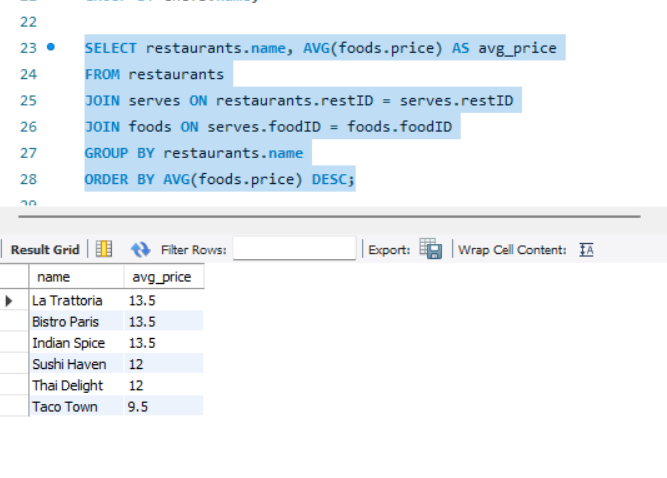 22
23 SELECT restaurants.name, AVG(foods.price) AS avg_price
24 FROM restaurants
25 JOIN serves ON restaurants.restID = serves.restID
26 JOIN foods ON serves.foodID = foods.foodID
27 GROUP BY restaurants.name
28 ORDER BY AVG(foods.price) DESC;
Result Grid Filter Rows: Export: Wrap Cell Content: IA
name avg_price
La Trattoria 13.5
Bistro Paris 13.5
Indian Spice 13.5
Sushi Haven 12
Thai Delight 12
Taco Town 9.5